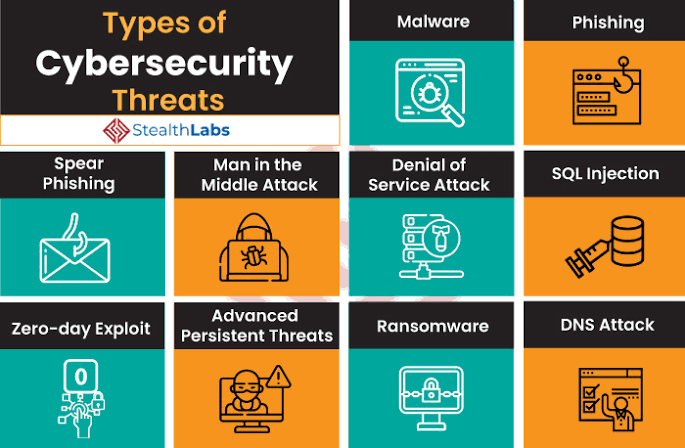 Types of
Cybersecurity
Threats
StealthLabs
Malware
Phishing
Spear
Phishing
Man in the
Middle Attack
Denial of
Service Attack
SQL Injection
Zero-day Exploit
0
Advanced
Persistent Threats
Ransomware
DNS Attack